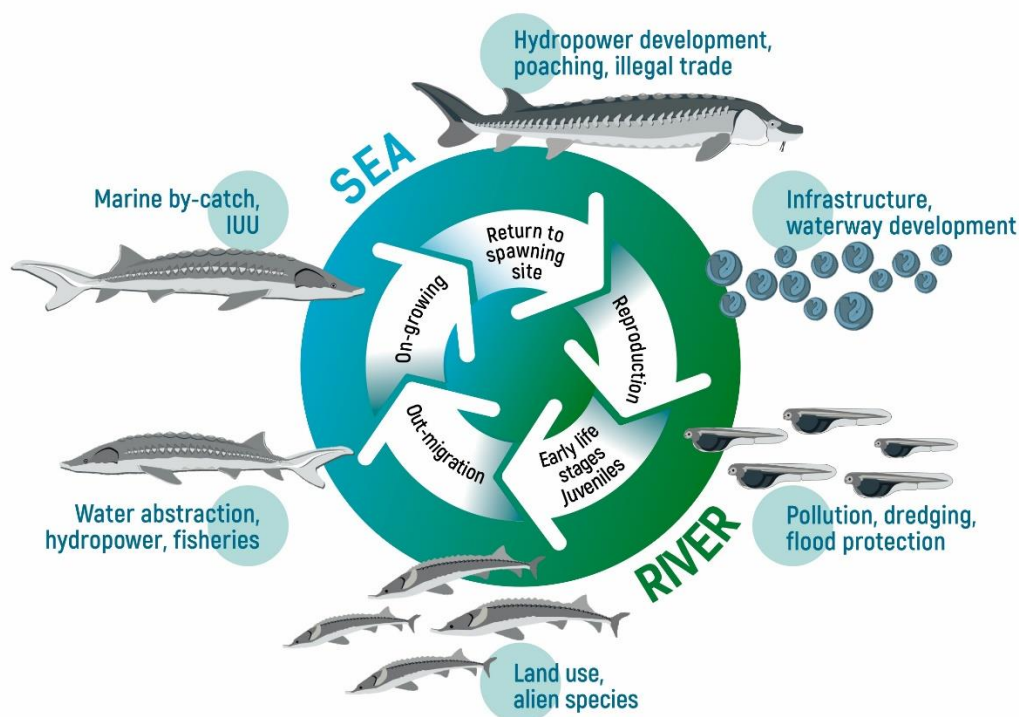 Hydropower development,
poaching, illegal trade
SEA
Marine by-catch,
IUU
Infrastructure,
waterway development
Return to
spawning
site
On-growing
Reproduction
Out-migration
Early life
stages
Juveniles
Water abstraction,
hydropower, fisheries
Pollution, dredging,
flood protection
RIVER
Land use,
alien species